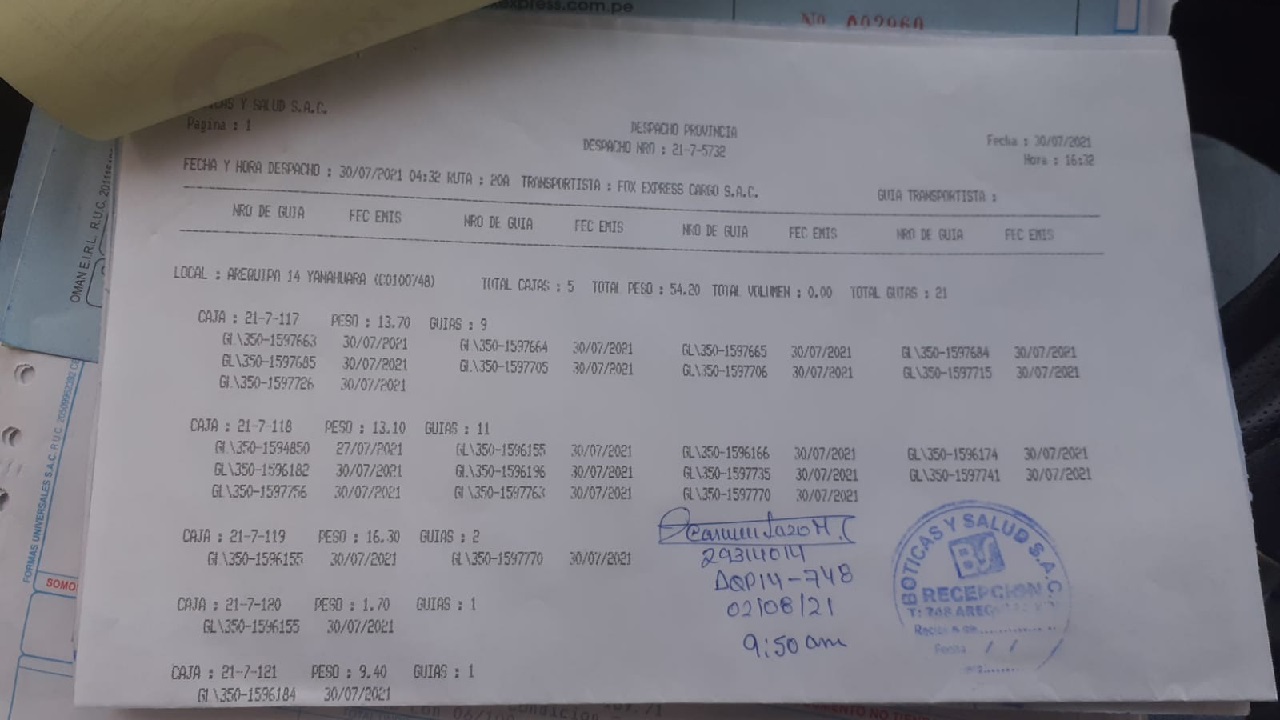 xpress.com.pe
Nº A02960
Y SALUD S.A.C.
Pagina : 1
DESPACHO PROVINCIA
DESPACHO NRO : 21-7-5732
Fecha : 30/07/2021
Hora : 16:32
FECHA Y HORA DESPACHO : 30/07/2021 04:32 RUTA : 20A TRANSPORTISTA : FOX EXPRESS CARGO S.A.C. GUIA TRANSPORTISTA :
NRO DE GUIA FEC EMIS NRO DE GUIA FEC EMIS NRO DE GUIA FEC EMIS NRO DE GUIA FEC EMIS
LOCAL : AREQUIPA 14 YANAHUARA (C0100748) TOTAL CAJAS : 5 TOTAL PESO : 54.20 TOTAL VOLUMEN : 0.00 TOTAL GUIAS : 21
CAJA : 21-7-117 PESO : 13.70 GUIAS : 9
GL\350-1597663 30/07/2021 GL\350-1597664 30/07/2021 GL\350-1597665 30/07/2021 GL\350-1597684 30/07/2021
GL\350-1597685 30/07/2021 GL\350-1597705 30/07/2021 GL\350-1597706 30/07/2021 GL\350-1597715 30/07/2021
GL\350-1597726 30/07/2021
CAJA : 21-7-118 PESO : 13.10 GUIAS : 11
GL\350-1594850 27/07/2021 GL\350-1596155 30/07/2021 GL\350-1596166 30/07/2021 GL\350-1596174 30/07/2021
GL\350-1596182 30/07/2021 GL\350-1596196 30/07/2021 GL\350-1597735 30/07/2021 GL\350-1597741 30/07/2021
GL\350-1597756 30/07/2021 GL\350-1597763 30/07/2021 GL\350-1597770 30/07/2021
CAJA : 21-7-119 PESO : 16.30 GUIAS : 2
GL\350-1596155 30/07/2021 GL\350-1597770 30/07/2021
CAJA : 21-7-120 PESO : 1.70 GUIAS : 1
GL\350-1596155 30/07/2021
CAJA : 21-7-121 PESO : 9.40 GUIAS : 1
GL\350-1596184 30/07/2021
29311014
AQP14-748
02/08/21
9:50 am
BOTICAS Y SALUD S.A.C.
BS
RECEPCION
Fecha / /
OMAN E.I.R.L. R.U.C.
FORMAS UNIVERSALES S.A.C. R.U.C.
SOMO